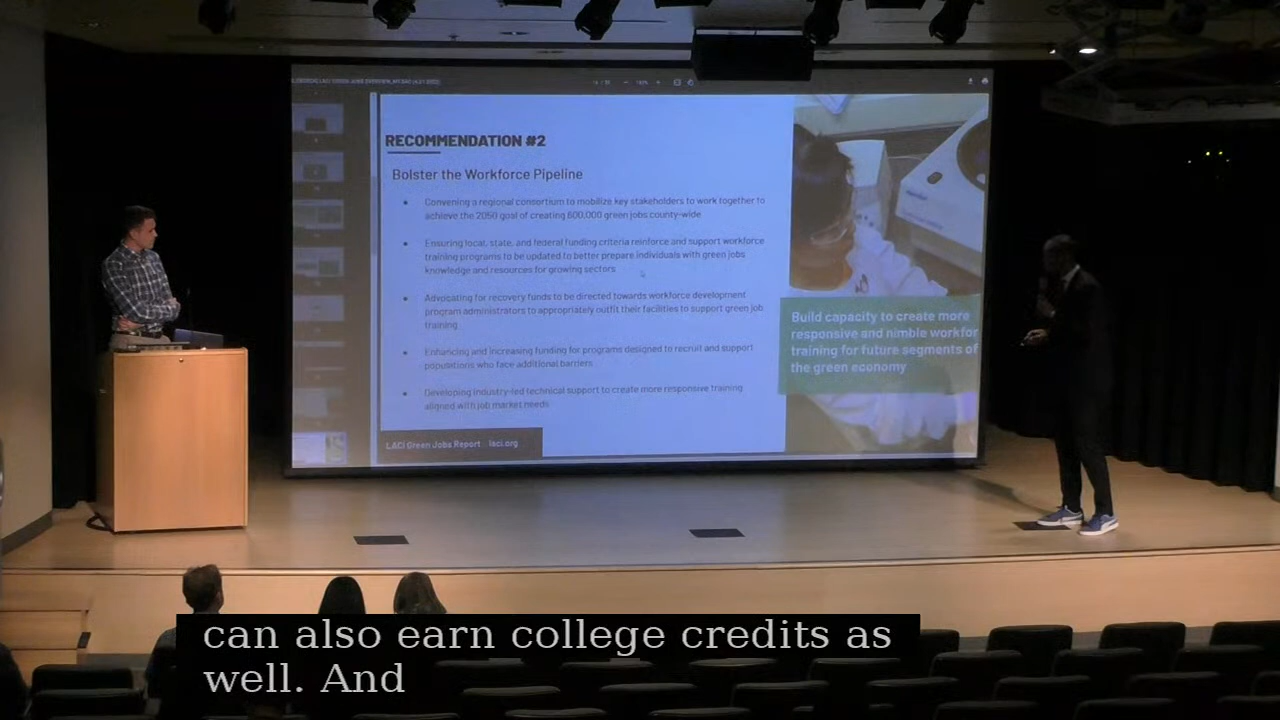 RECOMMENDATION #2
Bolster the Workforce Pipeline
Convening a regional consortium to mobilize key stakeholders to work together to
achieve the 2050 goal of creating 600,000 green jobs county-wide
Ensuring local, state, and federal funding criteria reinforce and support workforce
training programs to be updated to better prepare individuals with green jobs
knowledge and resources for growing sectors
Advocating for recovery funds to be directed towards workforce development
program administrators to appropriately outfit their facilities to support green job
training
Enhancing and increasing funding for programs designed to recruit and support
populations who face additional barriers
Developing industry-led technical support to create more responsive training
aligned with job market needs
LACI Green Jobs Report laci.org
Build capacity to create more
responsive and nimble workfor
training for future segments of
the green economy
can also earn college credits as
well. And